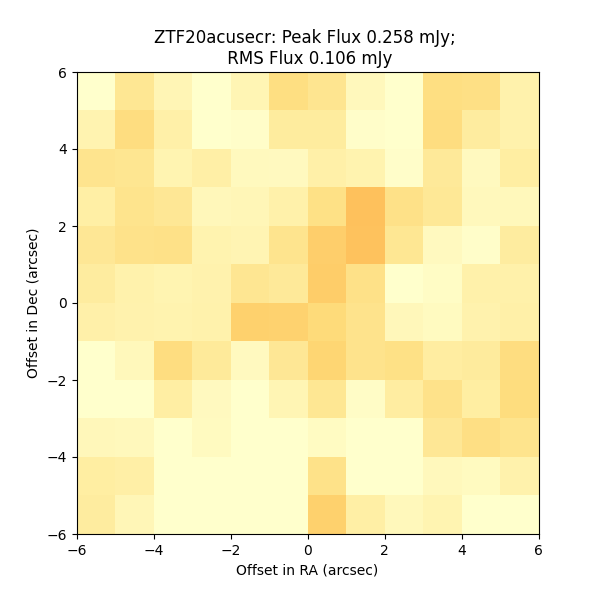 ZTF20acusecr: Peak Flux 0.258 mJy;
RMS Flux 0.106 mJy
6
4
2
0
−2
−4
−6
Offset in Dec (arcsec)
−6 −4 −2 0 2 4 6
Offset in RA (arcsec)